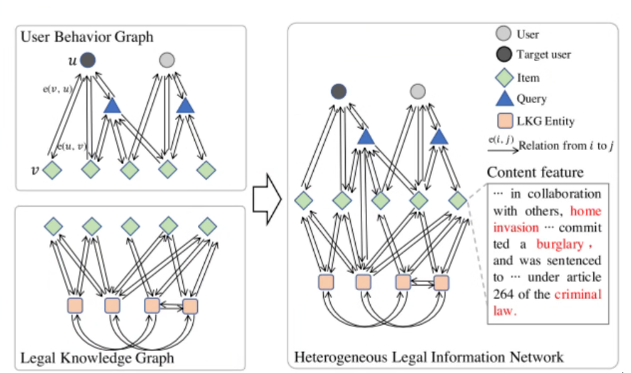 User Behavior Graph
u
e(v, u)
e(u, v)
v
Legal Knowledge Graph
User
Target user
Item
Query
LKG Entity
e(i, j)
Relation from i to j
Content feature
··· in collaboration
with others, home
invasion ··· commit
ted a burglary ,
and was sentenced
to ··· under article
264 of the criminal
law.
Heterogeneous Legal Information Network